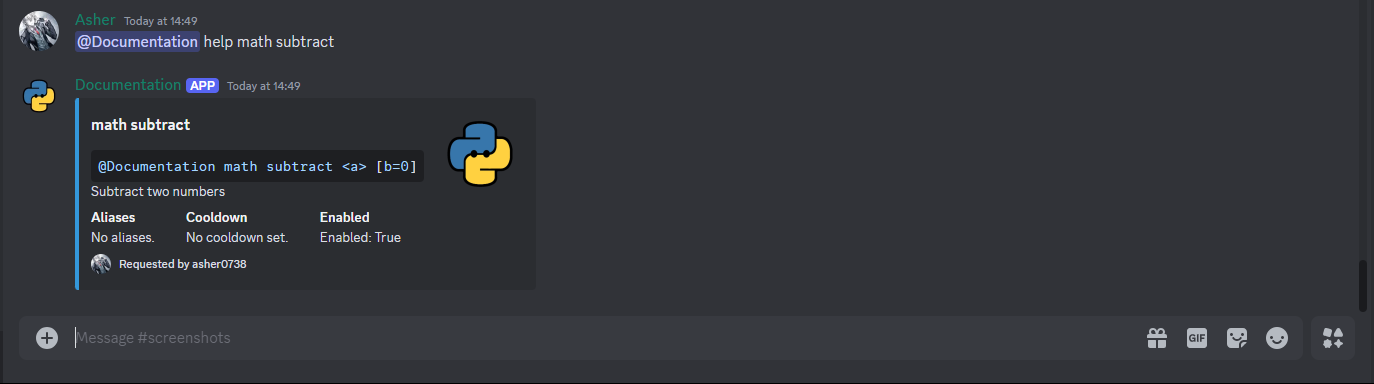 Asher Today at 14:49
@Documentation help math subtract
Documentation APP Today at 14:49
math subtract
@Documentation math subtract <a> [b=0]
Subtract two numbers
Aliases Cooldown Enabled
No aliases. No cooldown set. Enabled: True
Requested by asher0738
Message #screenshots GIF